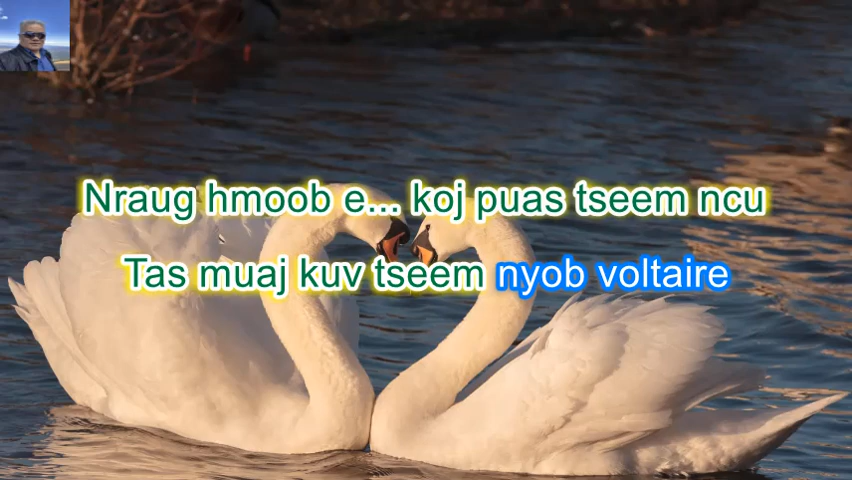 Nraug hmoob e... koj puas tseem ncu
Tas muaj kuv tseem nyob voltaire